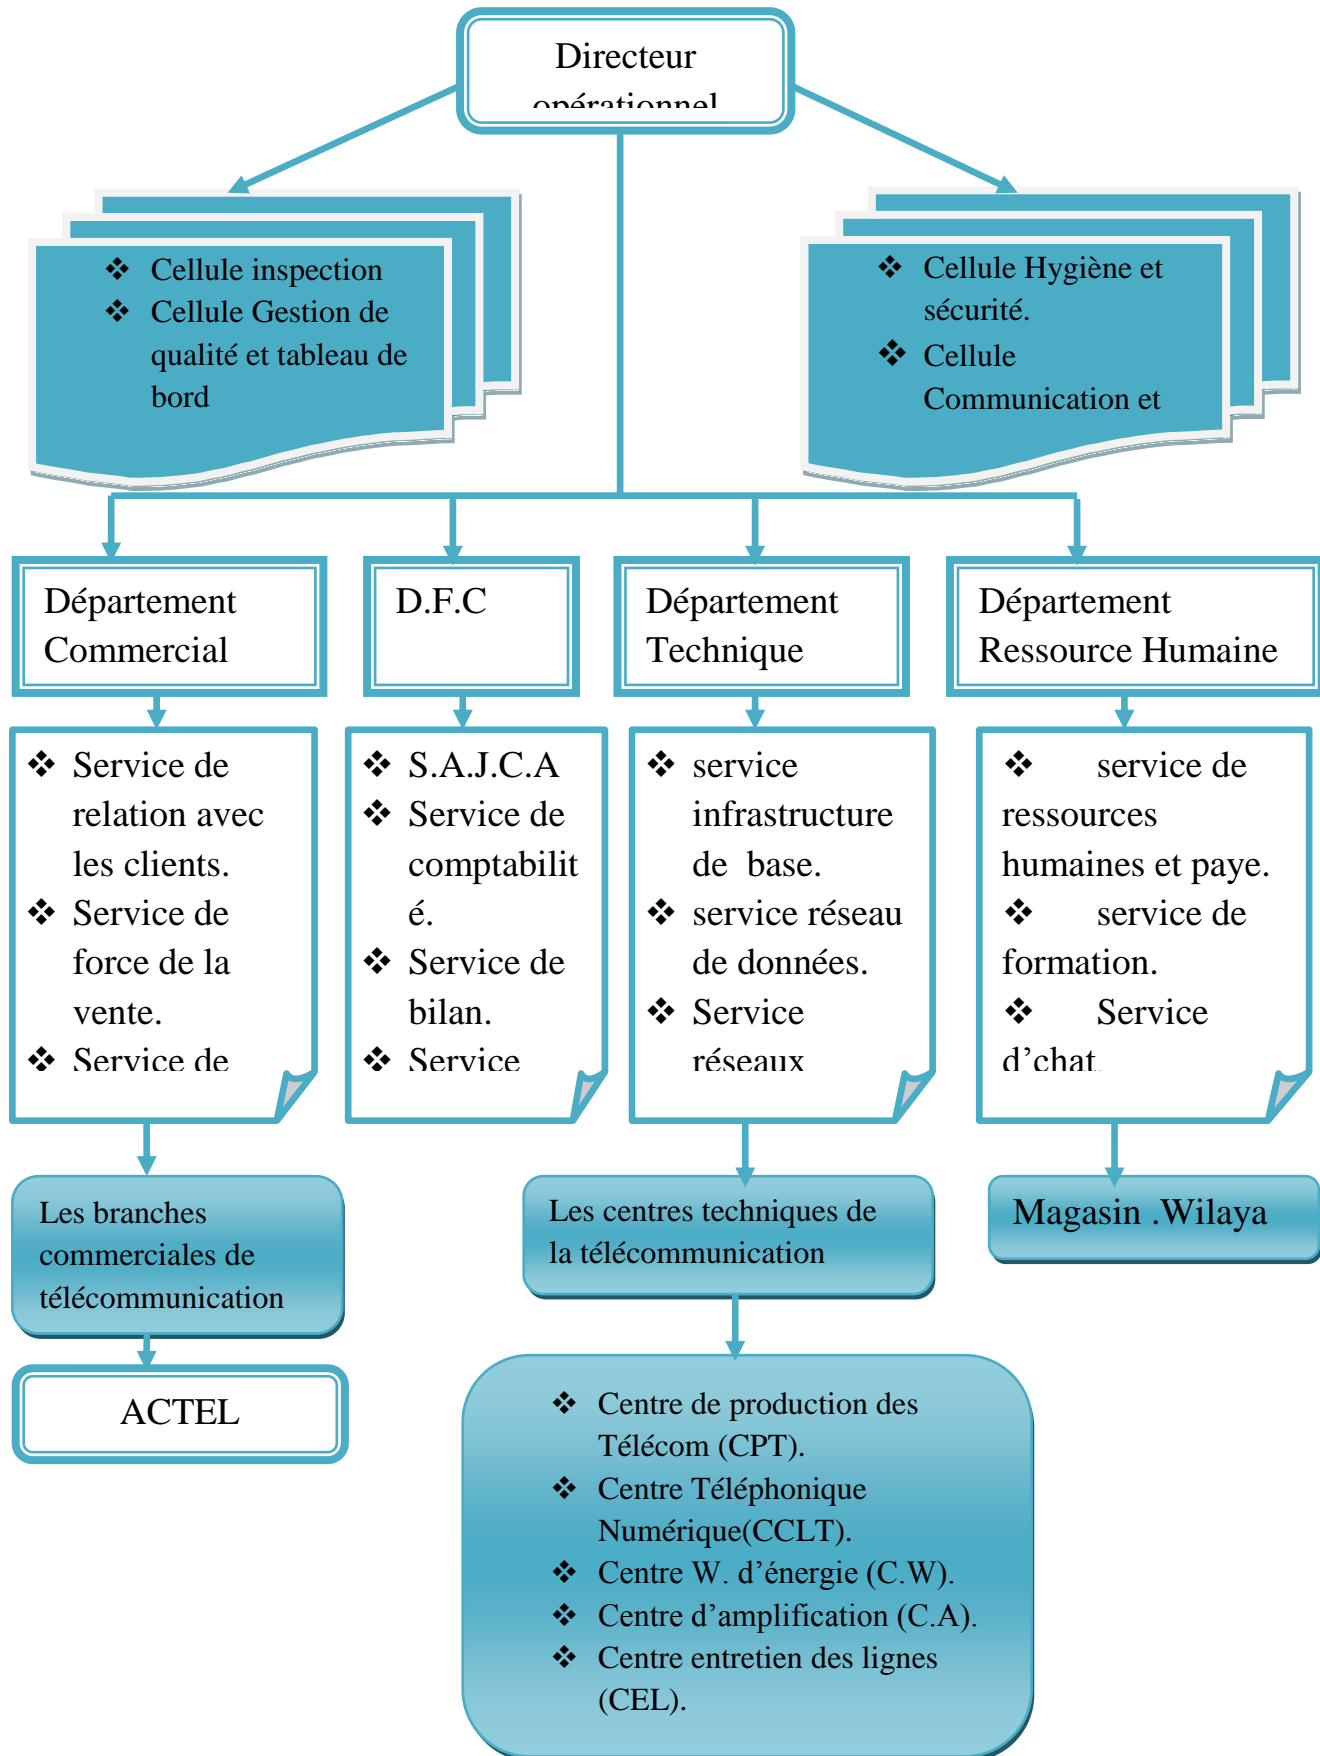 Directeur
opérationnel
❖ Cellule inspection
❖ Cellule Gestion de
qualité et tableau de
bord
❖ Cellule Hygiène et
sécurité.
❖ Cellule
Communication et
Département
Commercial
D.F.C
Département
Technique
Département
Ressource Humaine
❖ Service de
relation avec
les clients.
❖ Service de
force de la
vente.
❖ Service de
❖ S.A.J.C.A
❖ Service de
comptabilit
é.
❖ Service de
bilan.
❖ Service
❖ service
infrastructure
de base.
❖ service réseau
de données.
❖ Service
réseaux
❖ service de
ressources
humaines et paye.
❖ service de
formation.
❖ Service
d’chat.
Les branches
commerciales de
télécommunication
ACTEL
Les centres techniques de
la télécommunication
❖ Centre de production des
Télécom (CPT).
❖ Centre Téléphonique
Numérique(CCLT).
❖ Centre W. d’énergie (C.W).
❖ Centre d’amplification (C.A).
❖ Centre entretien des lignes
(CEL).
Magasin .Wilaya